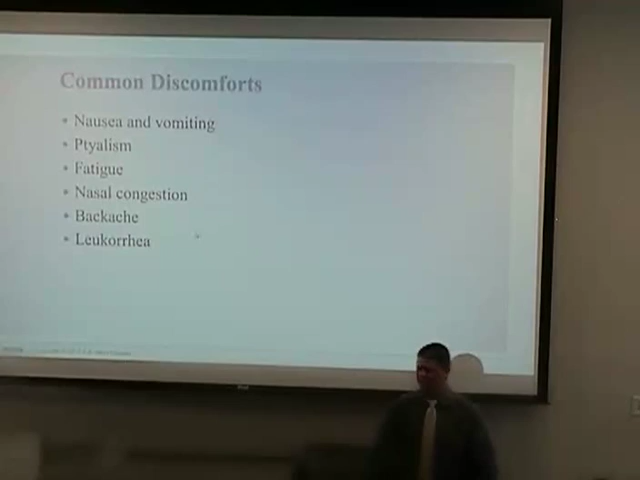 Common Discomforts
• Nausea and vomiting
• Ptyalism
• Fatigue
• Nasal congestion
• Backache
• Leukorrhea